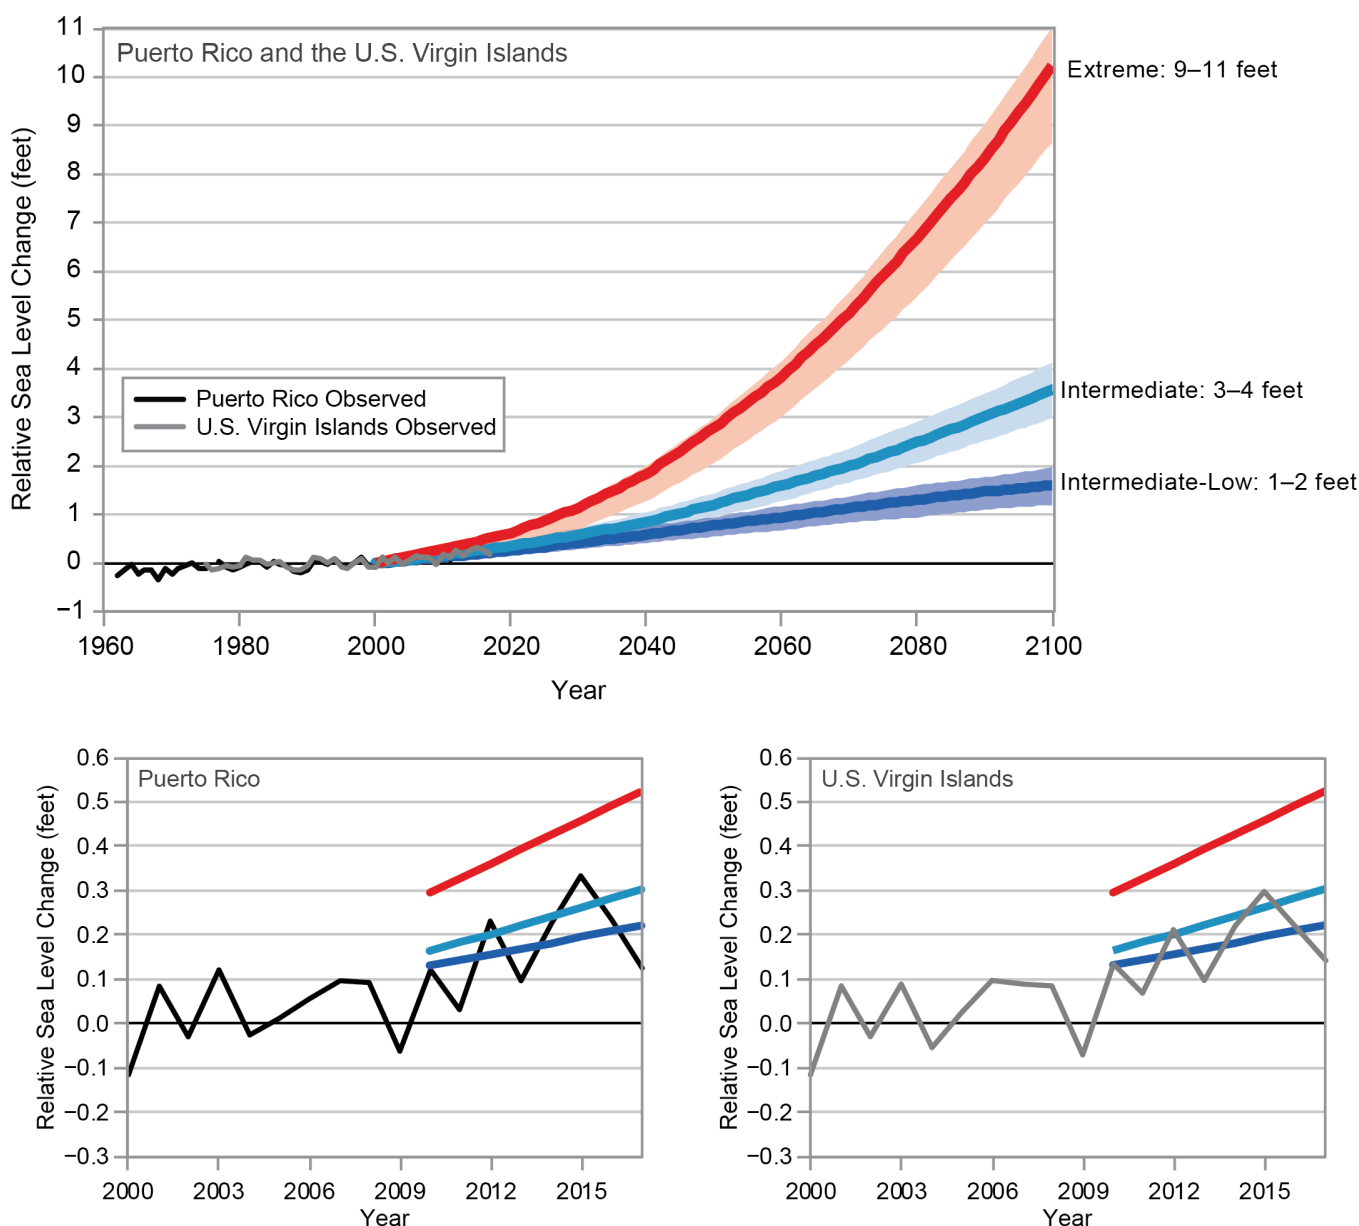 11
10
9
8
7
6
5
4
3
2
1
0
−1
Relative Sea Level Change (feet)
Puerto Rico and the U.S. Virgin Islands
Extreme: 9–11 feet
Intermediate: 3–4 feet
Intermediate-Low: 1–2 feet
Puerto Rico Observed
U.S. Virgin Islands Observed
1960 1980 2000 2020 2040 2060 2080 2100
Year
Puerto Rico
0.6
0.5
0.4
0.3
0.2
0.1
0.0
−0.1
−0.2
−0.3
Relative Sea Level Change (feet)
2000 2003 2006 2009 2012 2015
Year
U.S. Virgin Islands
0.6
0.5
0.4
0.3
0.2
0.1
0.0
−0.1
−0.2
−0.3
Relative Sea Level Change (feet)
2000 2003 2006 2009 2012 2015
Year